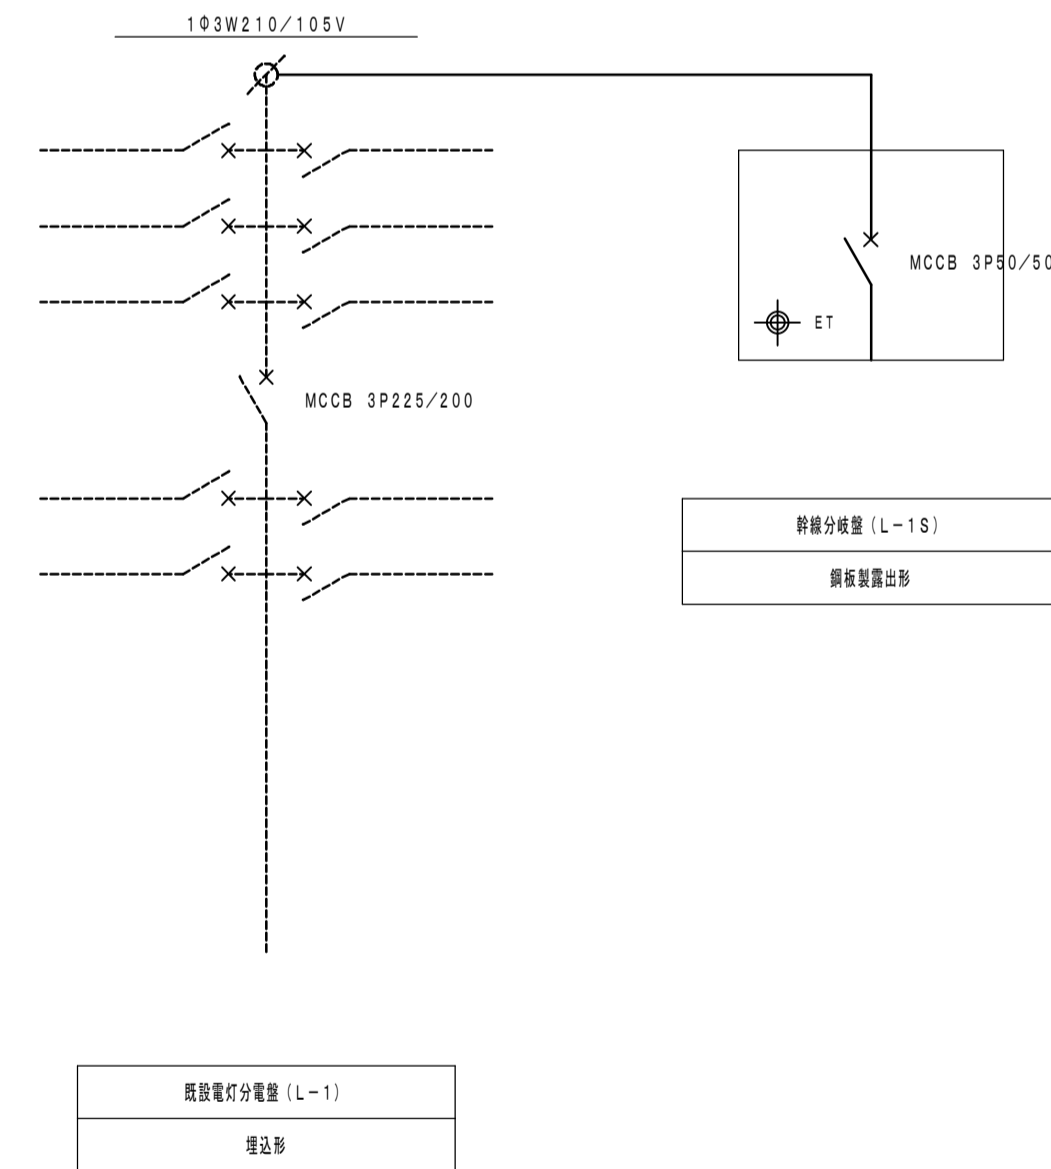 1Φ3W210/105V
MCCB 3P50/50
ET
MCCB 3P225/200
幹線分岐盤(L-1S)
鋼板製露出形
既設電灯分電盤(L-1)
埋込形